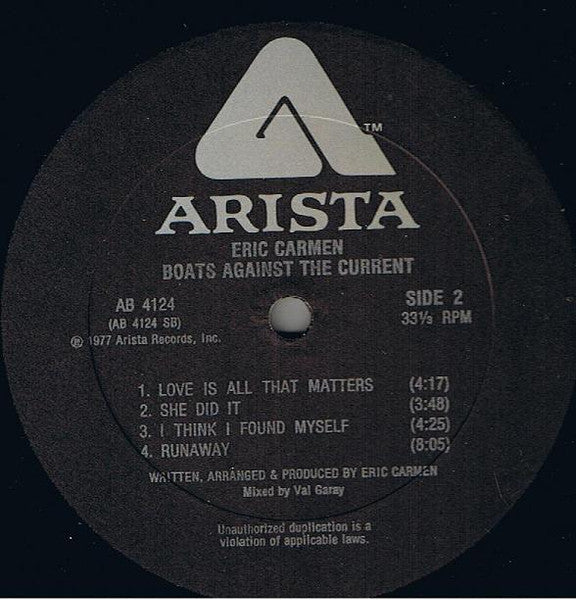 TM
ARISTA
ERIC CARMEN
BOATS AGAINST THE CURRENT
AB 4124
SIDE 2
(AB 4124 SB)
33⅓ RPM
℗ 1977 Arista Records, Inc.
1. LOVE IS ALL THAT MATTERS (4:17)
2. SHE DID IT (3:48)
3. I THINK I FOUND MYSELF (4:25)
4. RUNAWAY (8:05)
WRITTEN, ARRANGED & PRODUCED BY ERIC CARMEN
Mixed by Val Garay
Unauthorized duplication is a
violation of applicable laws.